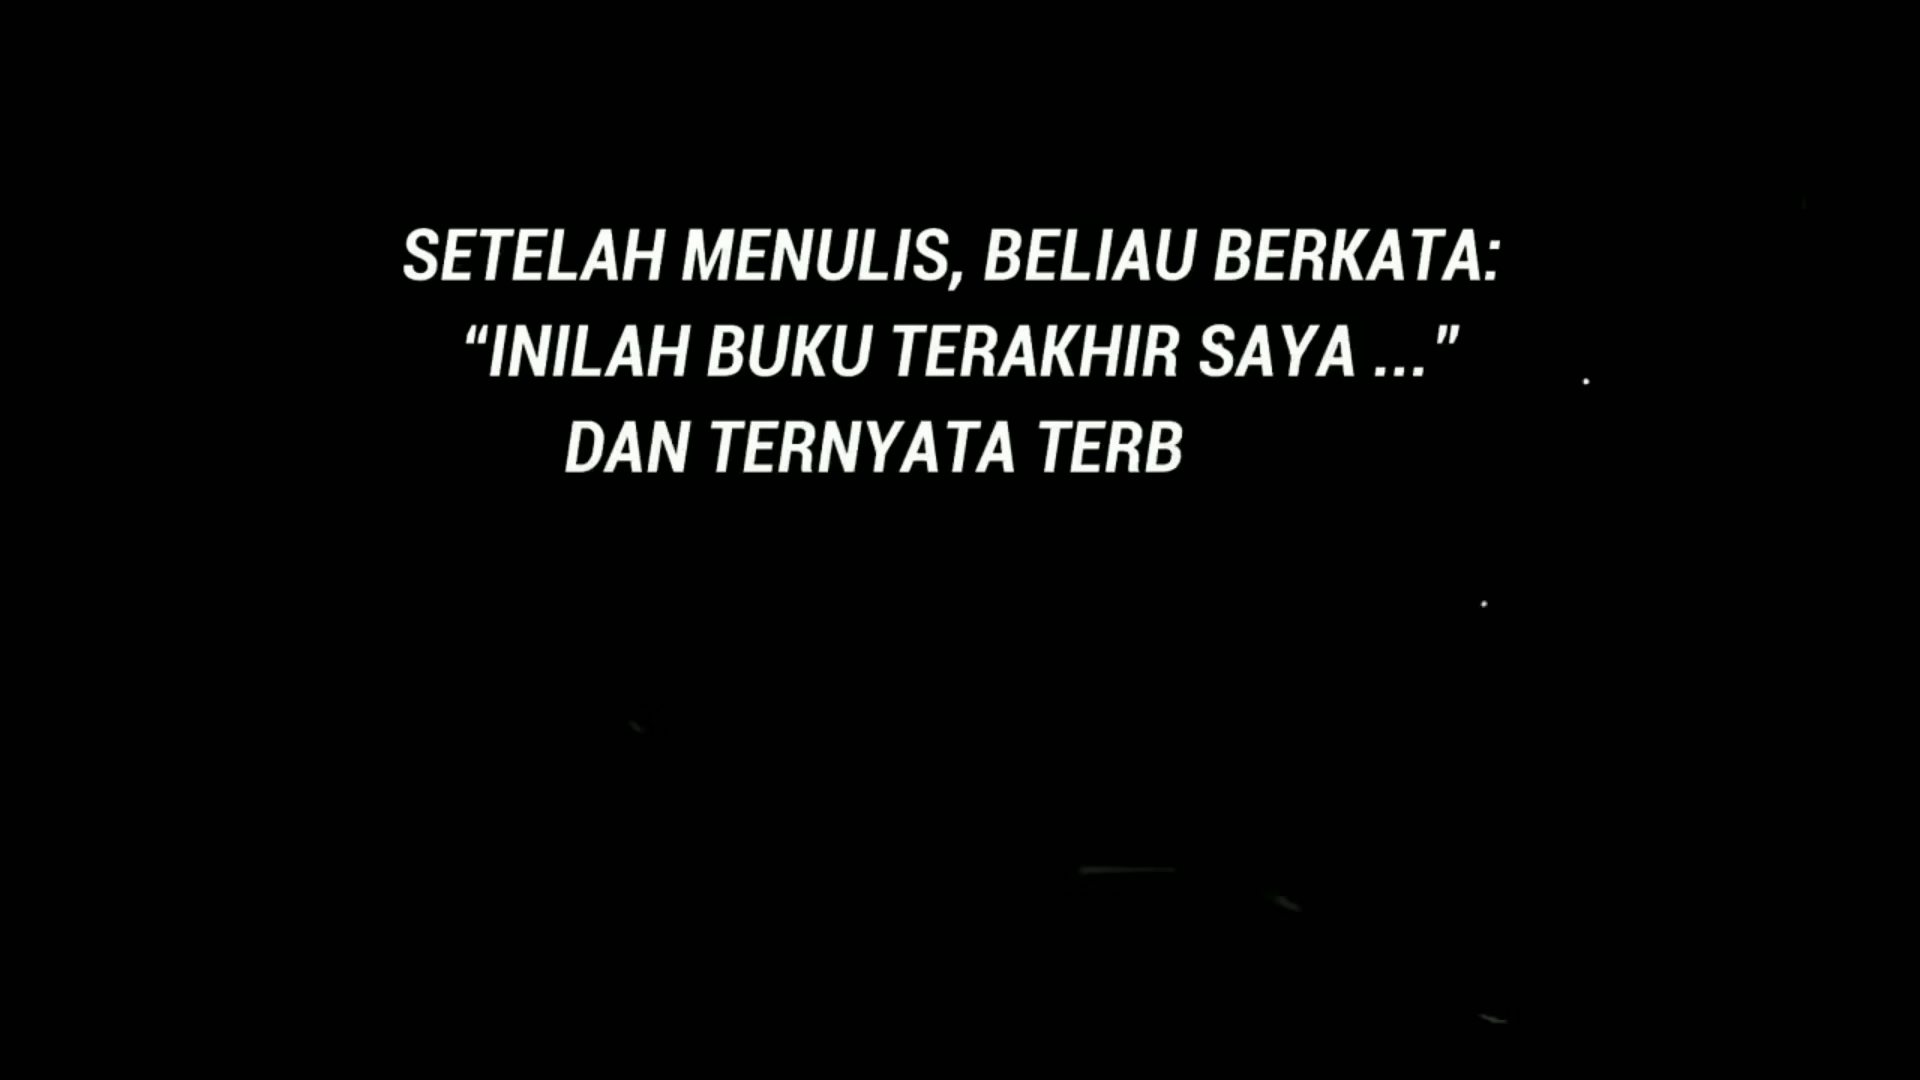 SETELAH MENULIS, BELIAU BERKATA:
“INILAH BUKU TERAKHIR SAYA ...”
DAN TERNYATA TERB